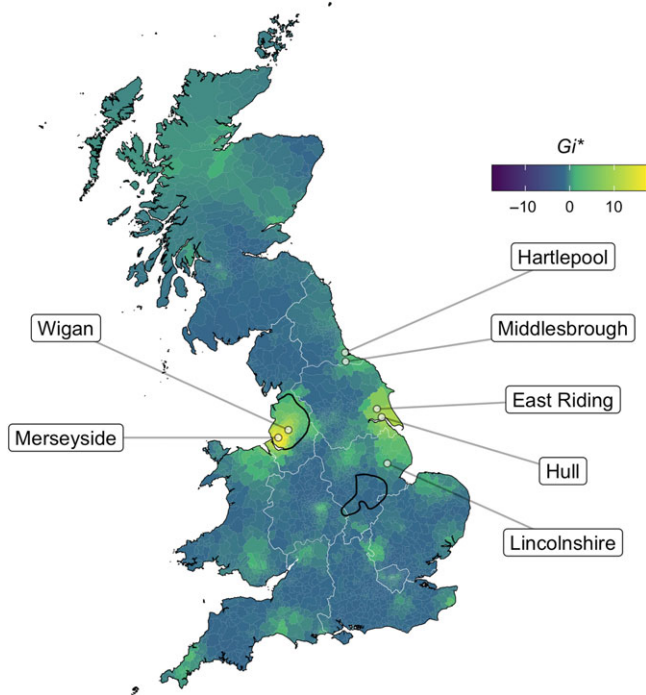 Gi*
−10 0 10
Hartlepool
Wigan
Middlesbrough
East Riding
Merseyside
Hull
Lincolnshire